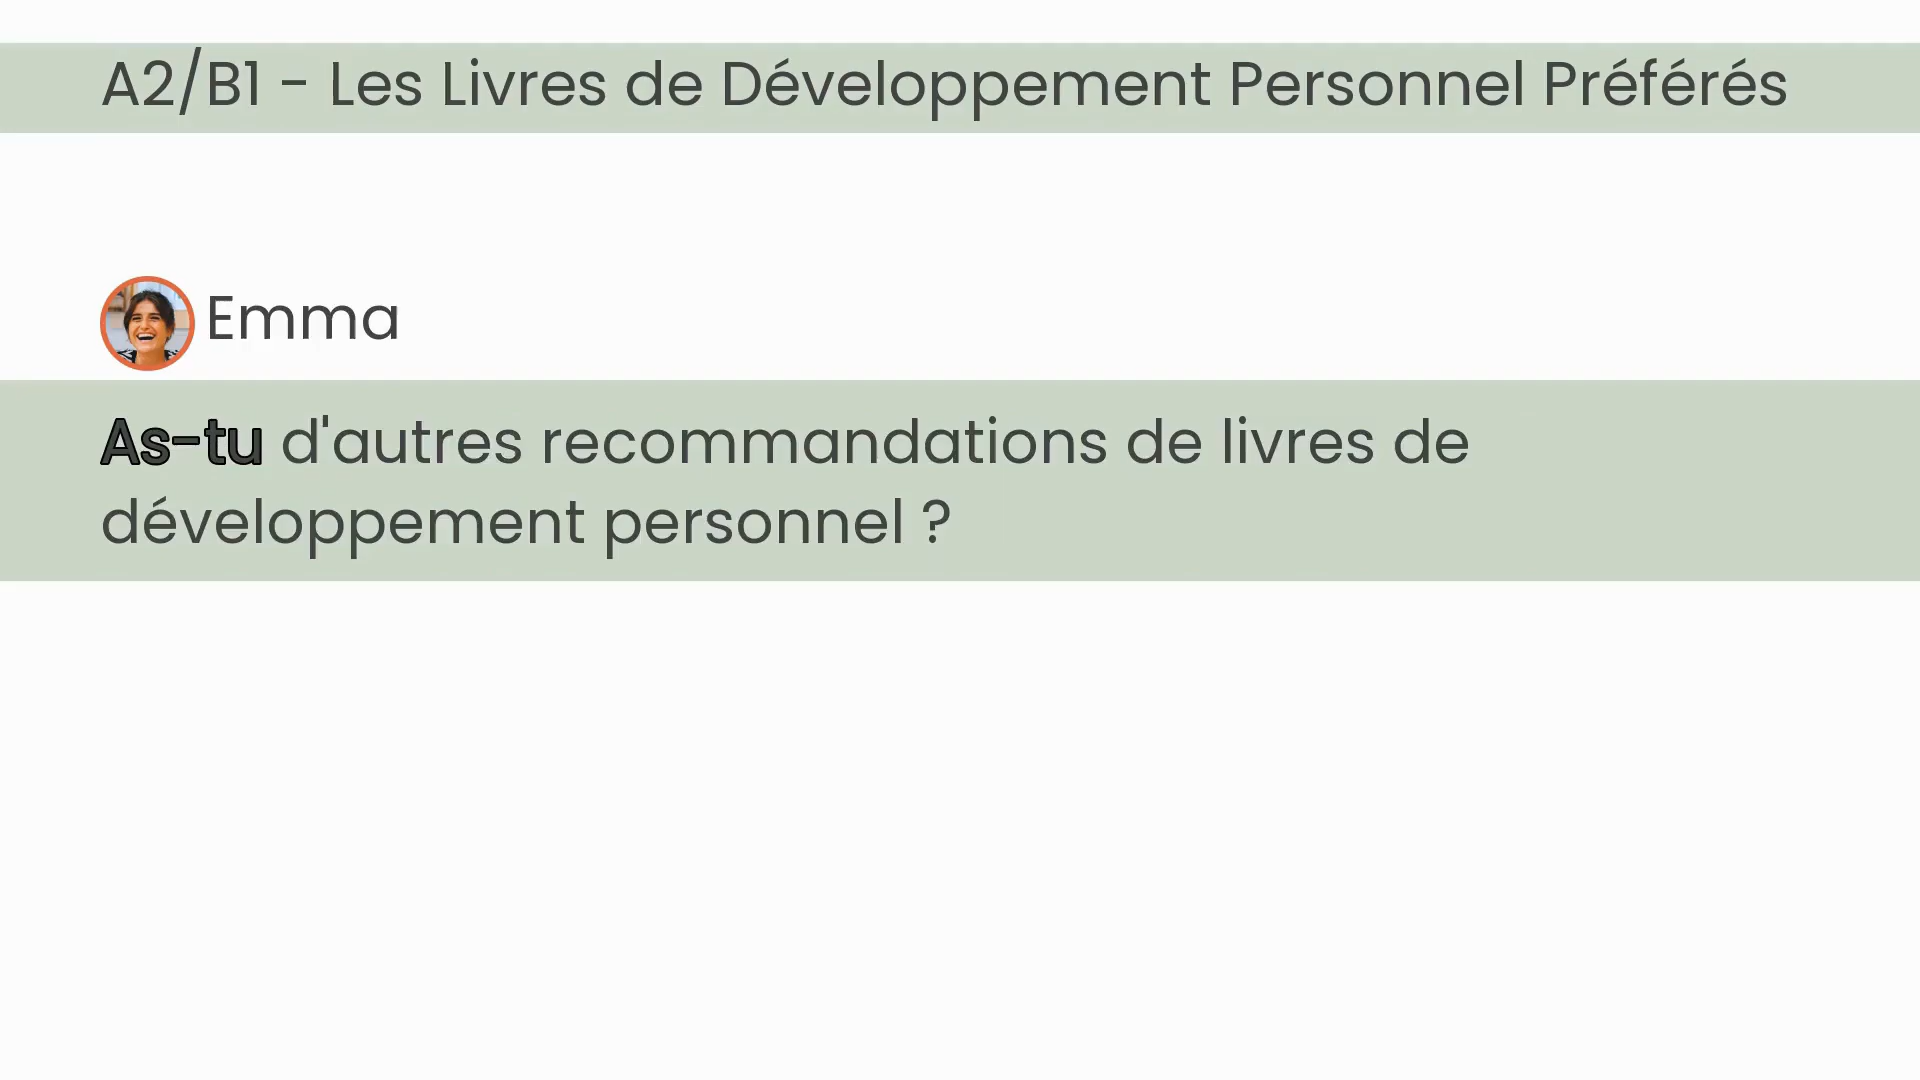 A2/B1 - Les Livres de Développement Personnel Préférés
Emma
As-tu d'autres recommandations de livres de
développement personnel ?